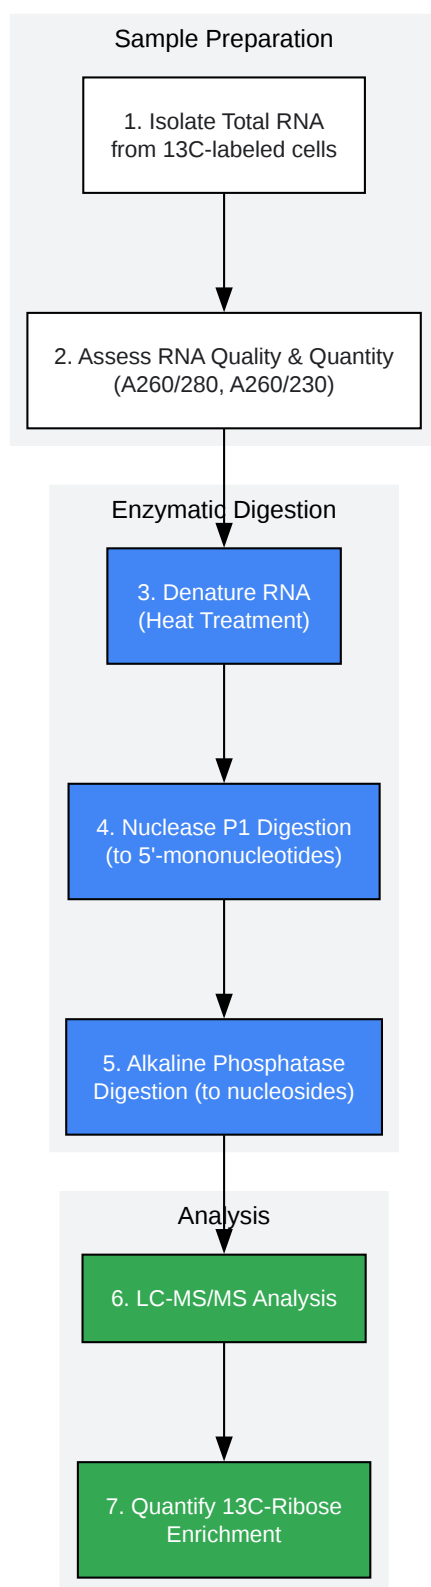 Sample Preparation
1. Isolate Total RNA
from 13C-labeled cells
2. Assess RNA Quality & Quantity
(A260/280, A260/230)
Enzymatic Digestion
3. Denature RNA
(Heat Treatment)
4. Nuclease P1 Digestion
(to 5'-mononucleotides)
5. Alkaline Phosphatase
Digestion (to nucleosides)
Analysis
6. LC-MS/MS Analysis
7. Quantify 13C-Ribose
Enrichment